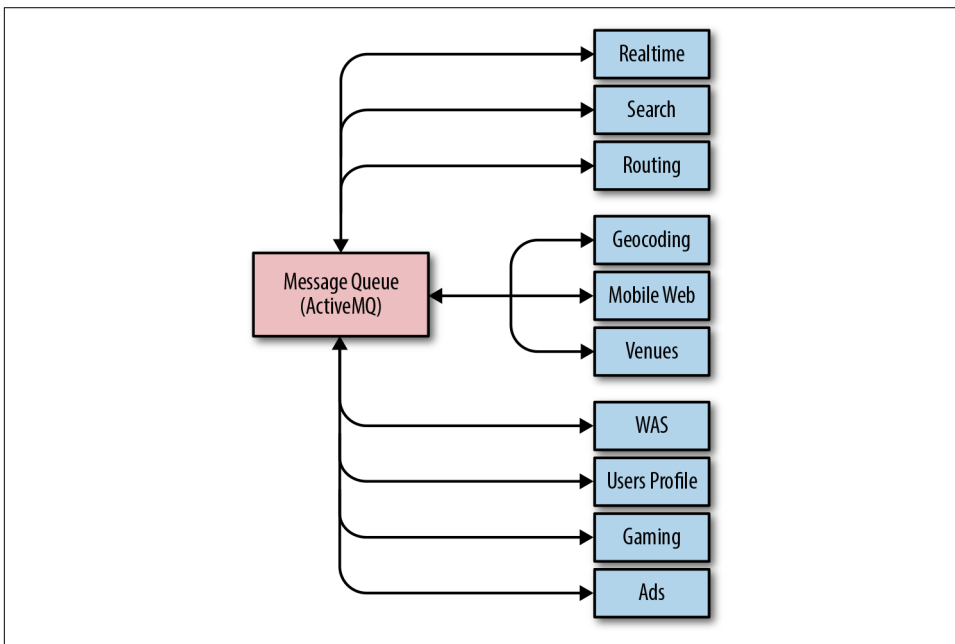 Realtime
Search
Routing
Geocoding
Message Queue
(ActiveMQ)
Mobile Web
Venues
WAS
Users Profile
Gaming
Ads